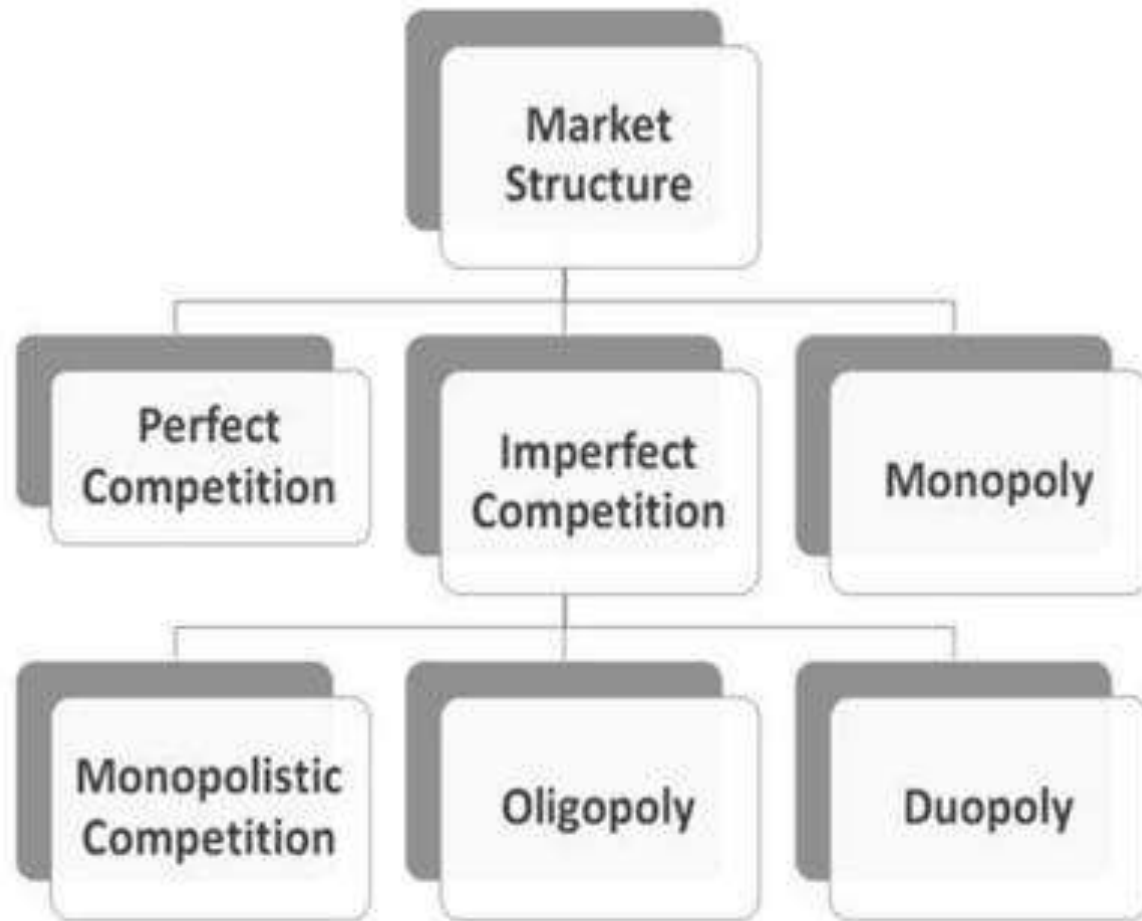 Market
Structure
Perfect
Competition
Imperfect
Competition
Monopoly
Monopolistic
Competition
Oligopoly
Duopoly